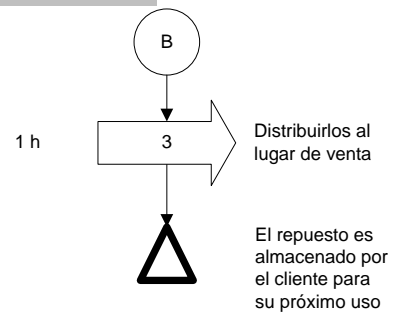 B
1 h
3
Distribuirlos al
lugar de venta
El repuesto es
almacenado por
el cliente para
su próximo uso